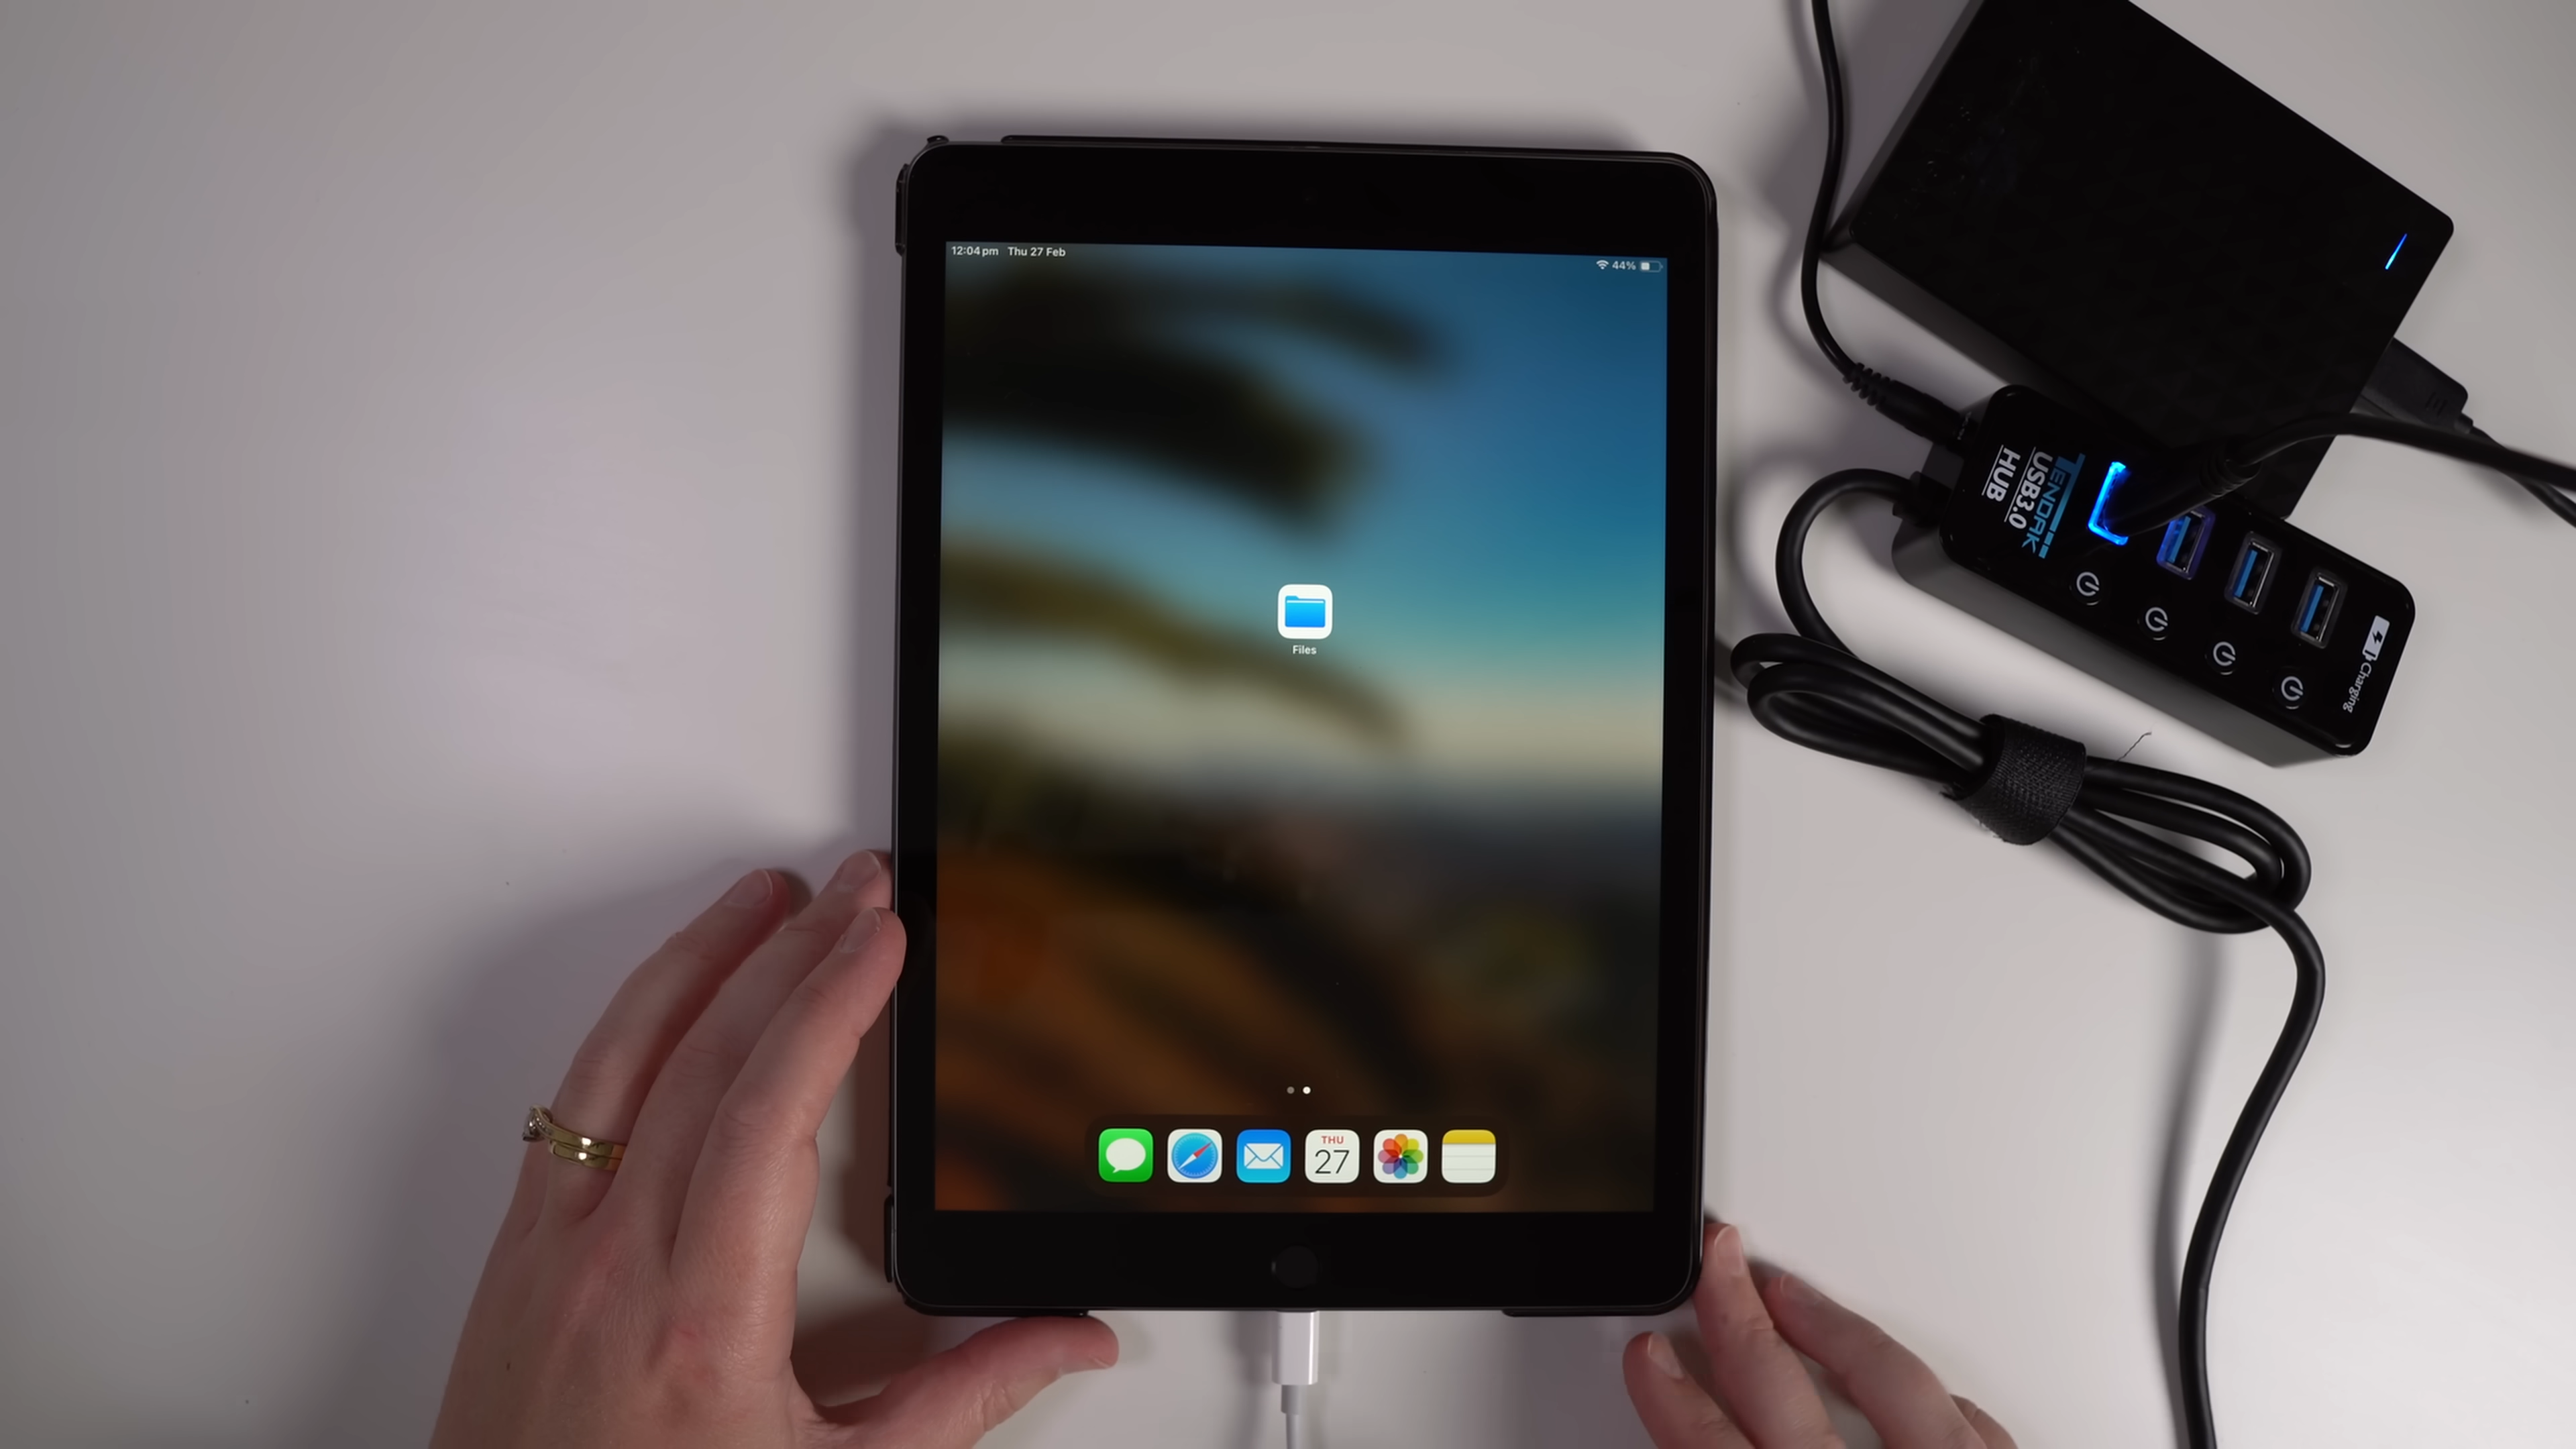 12:04 pm Thu 27 Feb
44%
Files
THU
27
TENDAK
USB3.0
HUB
Charging